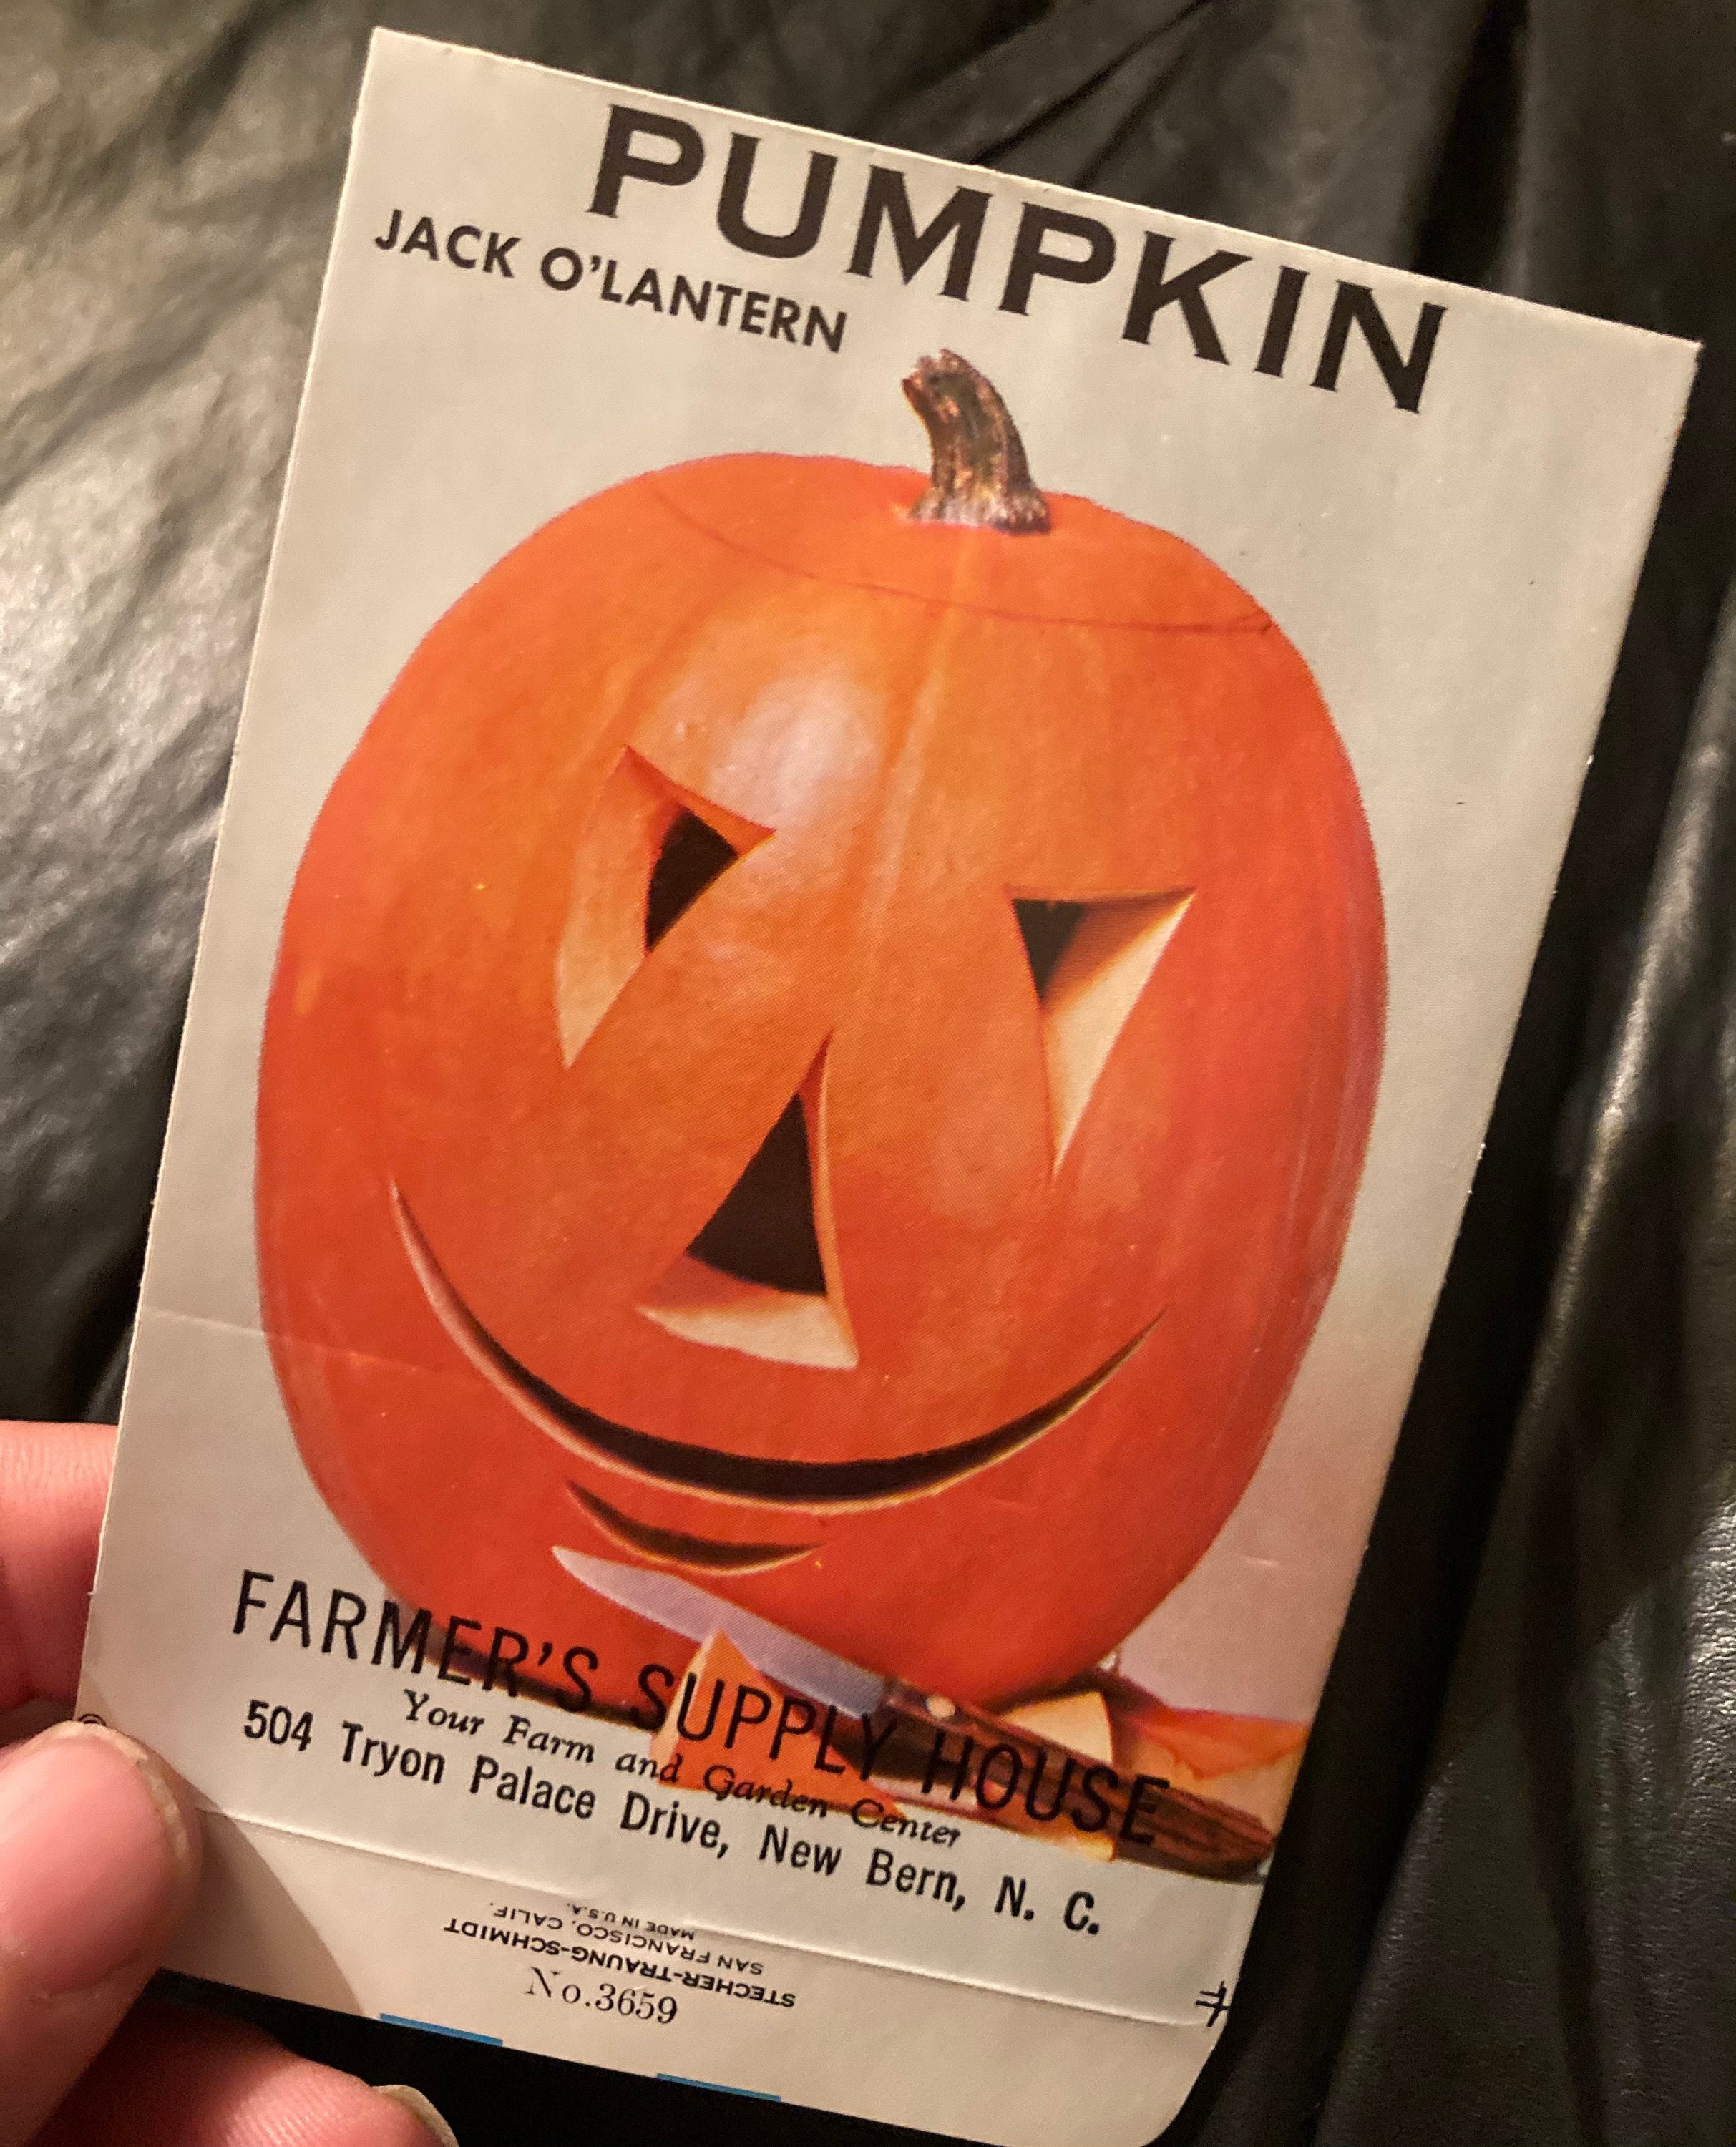 PUMPKIN
JACK O'LANTERN
FARMER'S SUPPLY HOUSE
Your Farm and Garden Center
504 Tryon Palace Drive, New Bern, N. C.
STECHER-TRAUNG-SCHMIDT
SAN FRANCISCO, CALIF.
MADE IN U.S.A.
No.3659